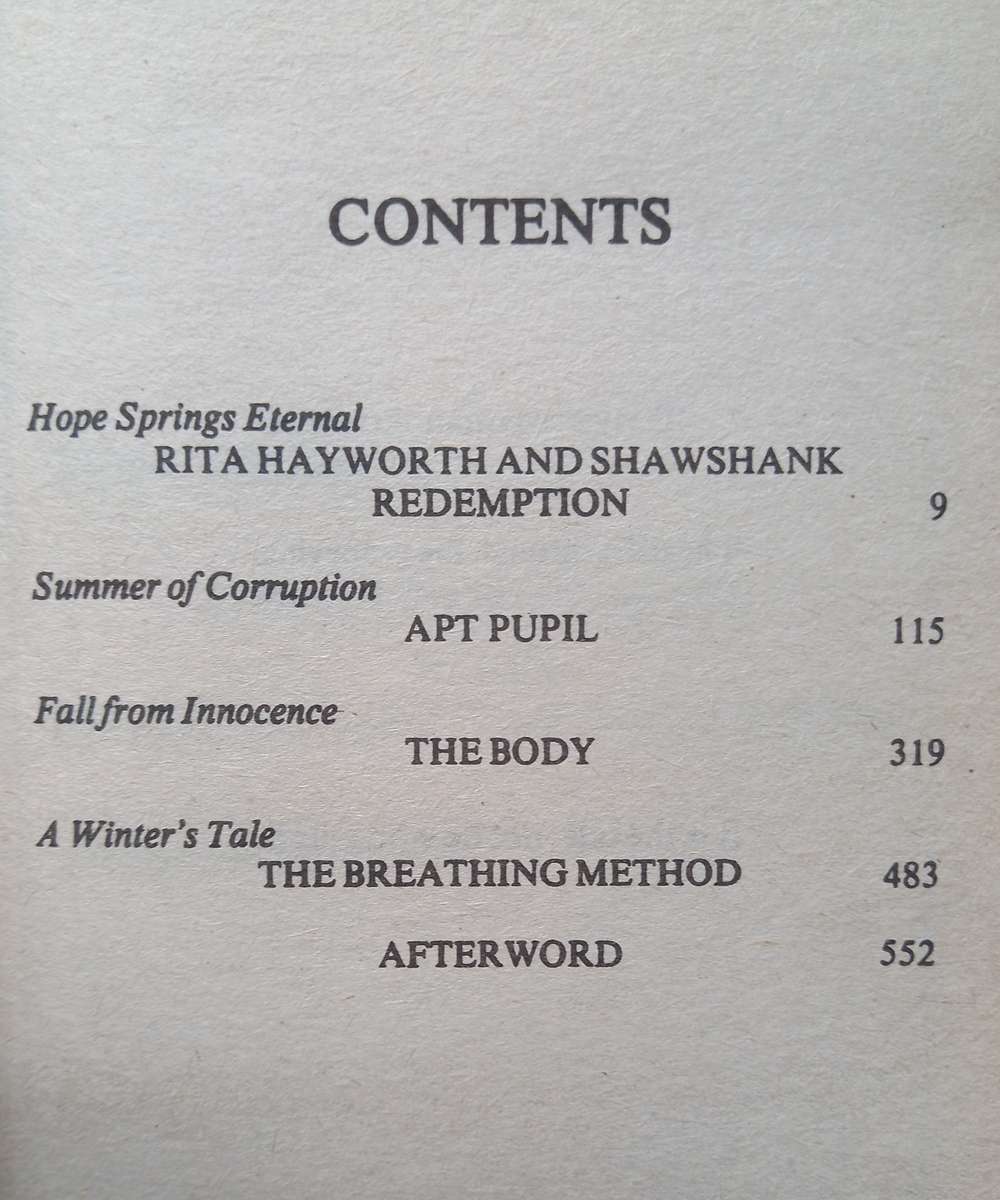 CONTENTS
Hope Springs Eternal
RITA HAYWORTH AND SHAWSHANK
REDEMPTION 9
Summer of Corruption
APT PUPIL 115
Fall from Innocence
THE BODY 319
A Winter's Tale
THE BREATHING METHOD 483
AFTERWORD 552